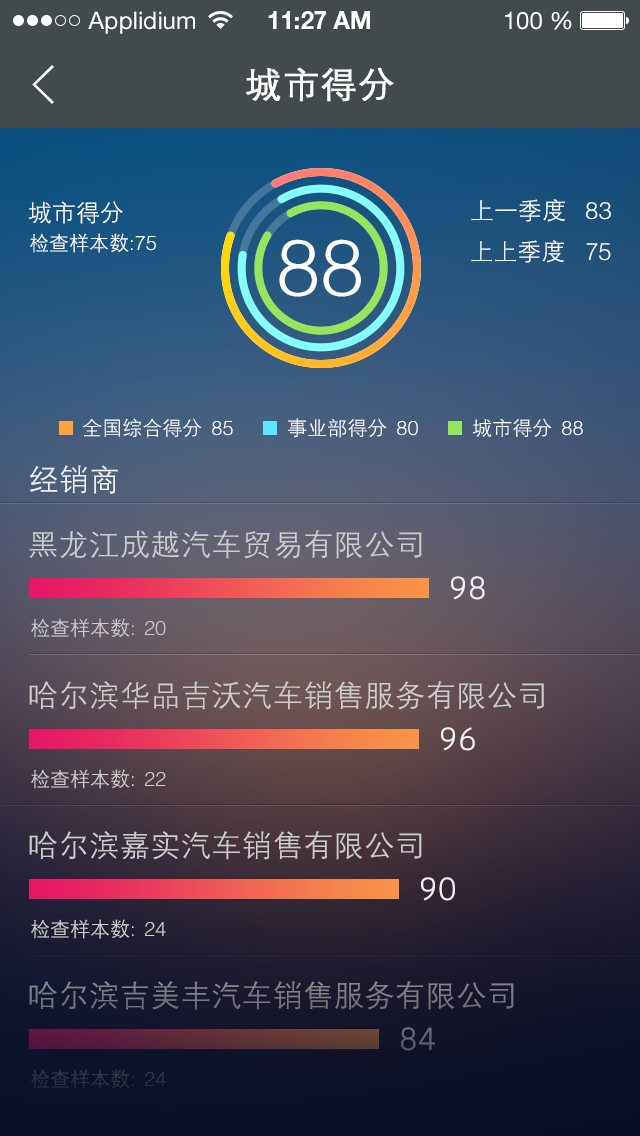 Applidium 11:27 AM 100 %
城市得分
城市得分
检查样本数:75
88
上一季度 83
上上季度 75
全国综合得分 85 事业部得分 80 城市得分 88
经销商
黑龙江成越汽车贸易有限公司
98
检查样本数: 20
哈尔滨华品吉沃汽车销售服务有限公司
96
检查样本数: 22
哈尔滨嘉实汽车销售有限公司
90
检查样本数: 24
哈尔滨吉美丰汽车销售服务有限公司
84
检查样本数: 24